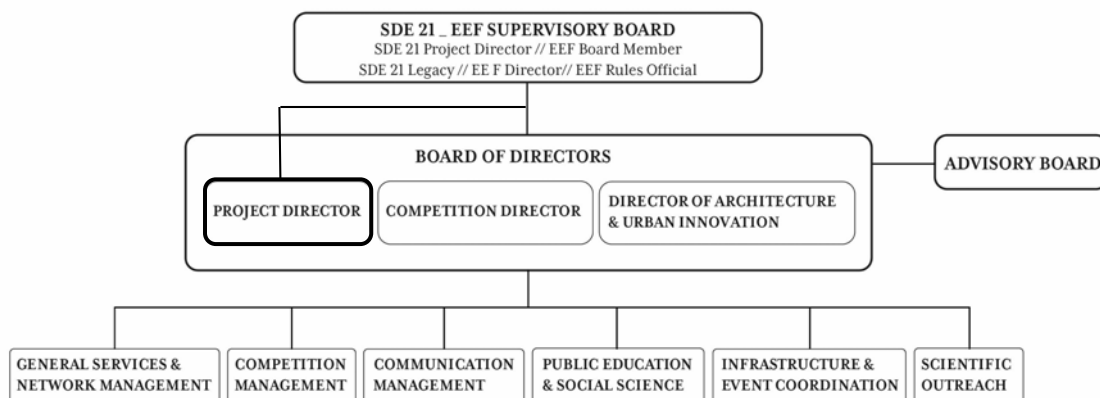 SDE 21 _ EEF SUPERVISORY BOARD
SDE 21 Project Director // EEF Board Member
SDE 21 Legacy // EE F Director// EEF Rules Official
BOARD OF DIRECTORS
ADVISORY BOARD
PROJECT DIRECTOR
COMPETITION DIRECTOR
DIRECTOR OF ARCHITECTURE
& URBAN INNOVATION
GENERAL SERVICES &
NETWORK MANAGEMENT
COMPETITION
MANAGEMENT
COMMUNICATION
MANAGEMENT
PUBLIC EDUCATION
& SOCIAL SCIENCE
INFRASTRUCTURE &
EVENT COORDINATION
SCIENTIFIC
OUTREACH